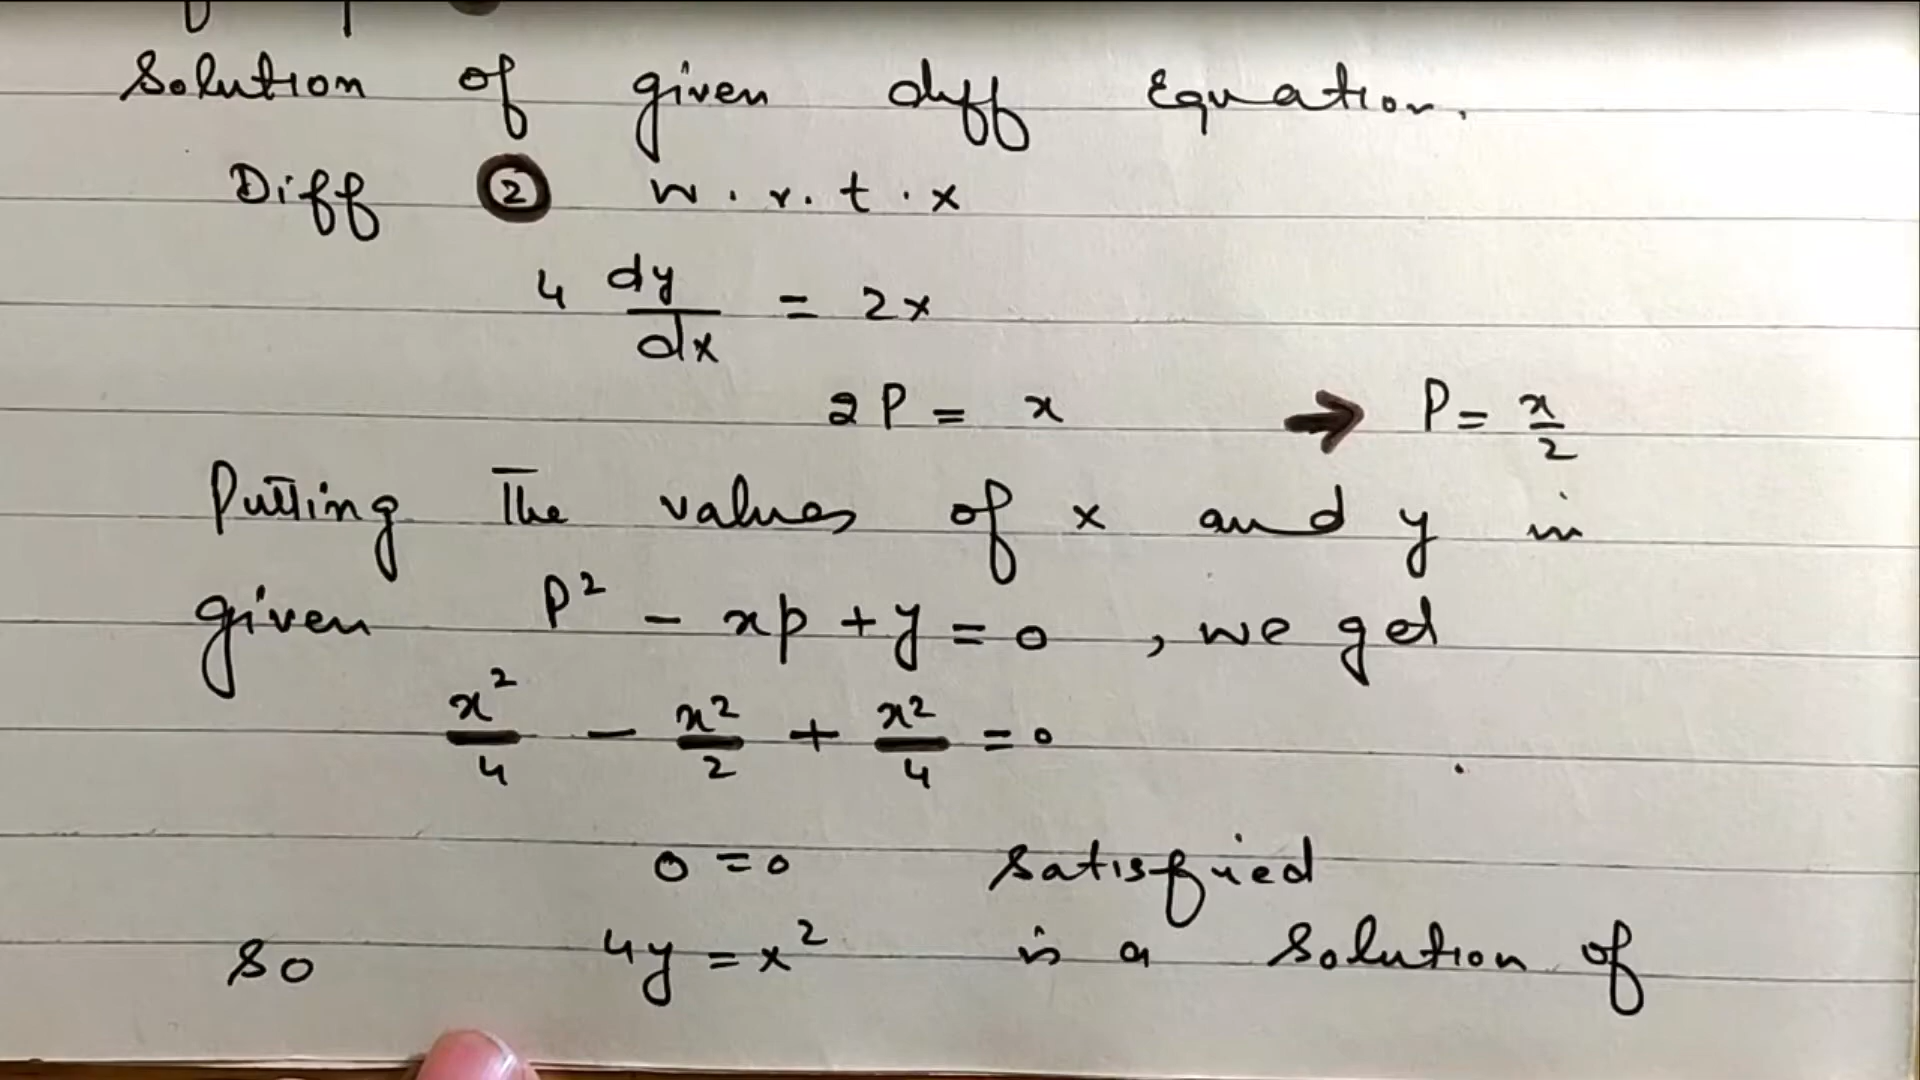 Solution of given diff Equation.
Diff ② w.r.t.x
4 dy/dx = 2x
2P = x → P = x/2
Putting The values of x and y in
given P² - xp + y = 0, we get
x²/4 - x²/2 + x²/4 = 0
0 = 0 Satisfied
So 4y = x² is a Solution of